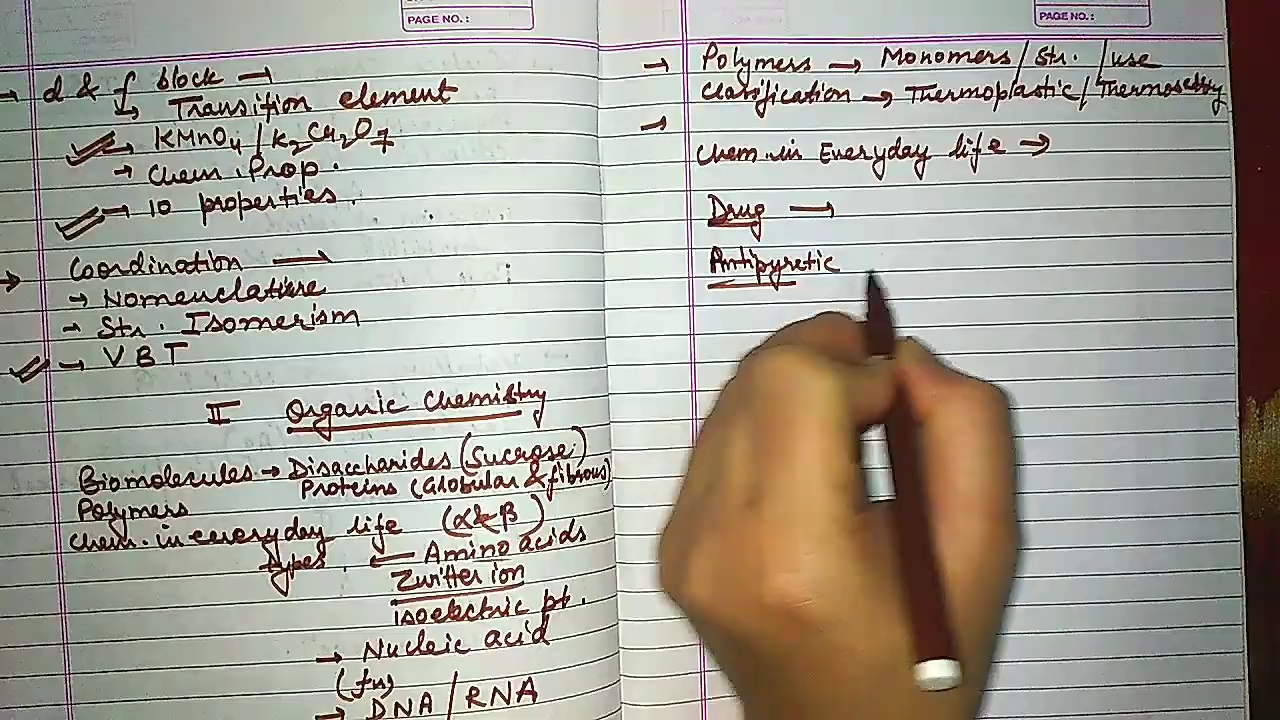 PAGE NO.:
→ d & f block →
↳ Transition element
→ KMnO4 / K2Cr2O7
→ Chem. Prop.
→ 10 properties.
→ Coordination →
→ Nomenclature
→ Str. Isomerism
→ VBT
II Organic Chemistry
Biomolecules → Disaccharides (Sucrose)
Proteins (Globular & fibrous)
Polymers
Chem. in everyday life (α & β)
types. ← Amino acids
Zwitter ion
isoelectric pt.
→ Nucleic acid
(fn)
→ DNA / RNA
PAGE NO.:
→ Polymers → Monomers / Str. / use
Classification → Thermoplastic / Thermosetting
→
Chem. in Everyday life →
Drug →
Antipyretic